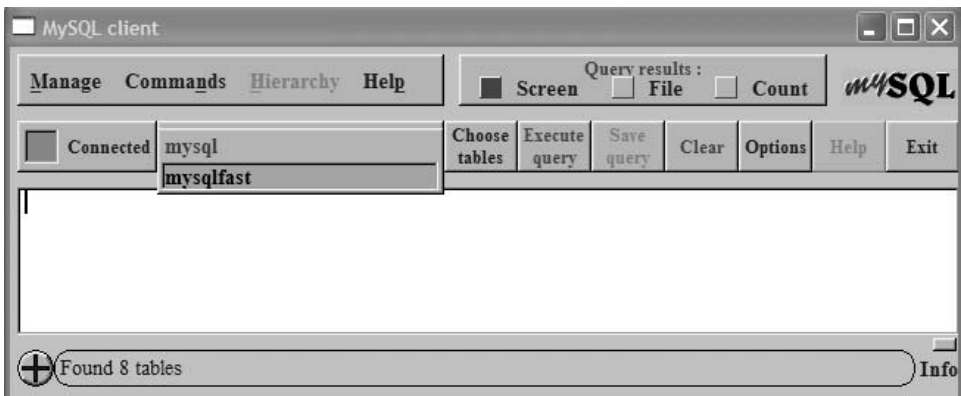 MySQL client
Manage Commands Hierarchy Help
Query results :
Screen File Count
mySQL
Connected
mysql
mysqlfast
Choose tables
Execute query
Save query
Clear
Options
Help
Exit
Found 8 tables
Info